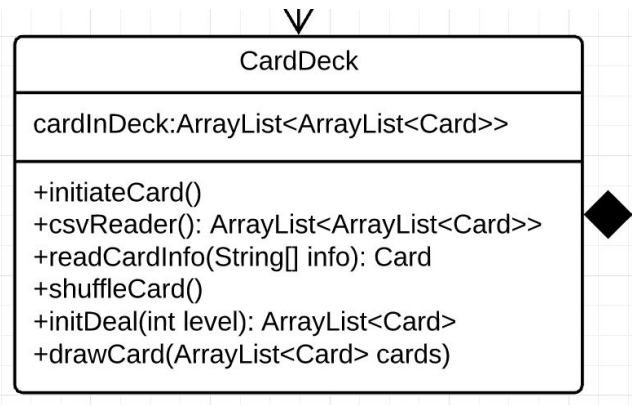 CardDeck
cardInDeck:ArrayList<ArrayList<Card>>
+initiateCard()
+csvReader(): ArrayList<ArrayList<Card>>
+readCardInfo(String[] info): Card
+shuffleCard()
+initDeal(int level): ArrayList<Card>
+drawCard(ArrayList<Card> cards)